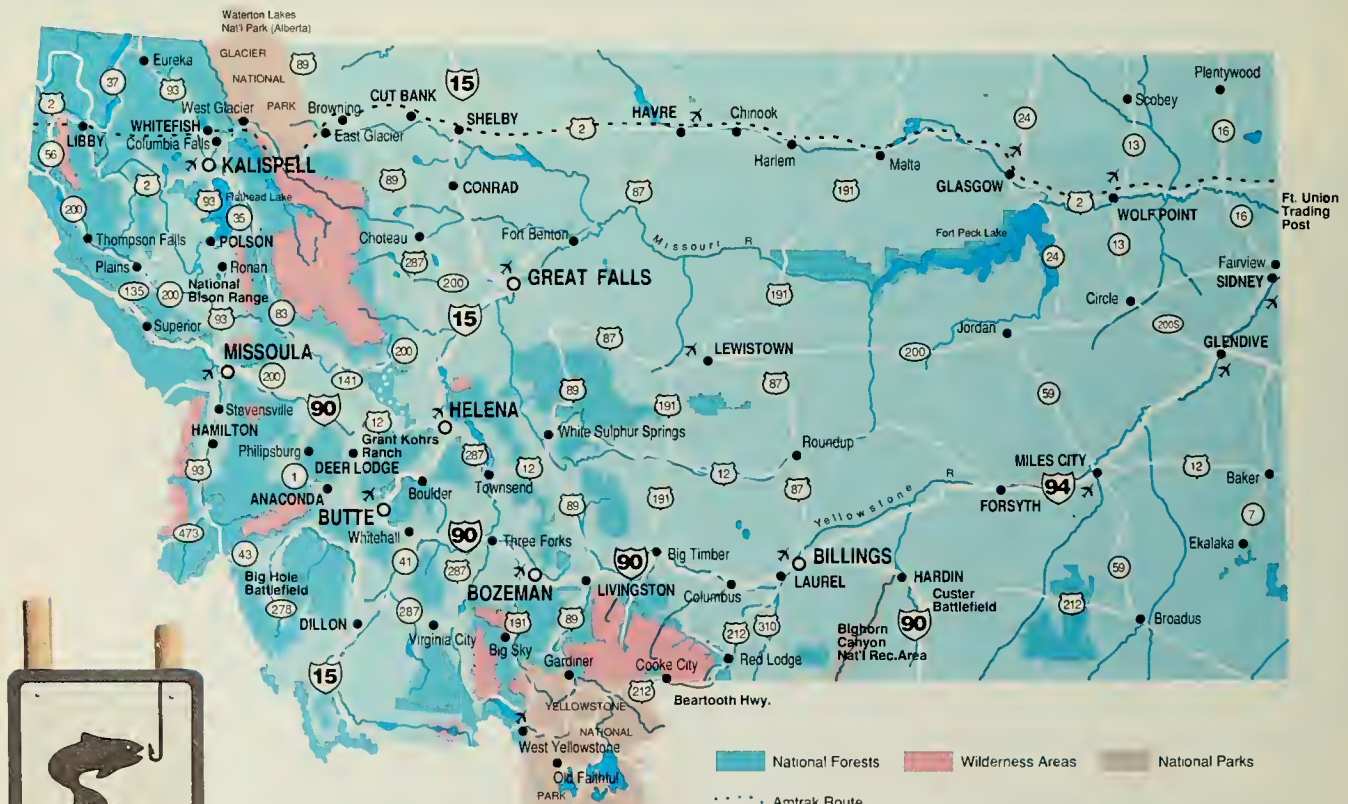 Waterton Lakes
Nat'l Park (Alberta)
GLACIER
NATIONAL
PARK
89
15
Eureka
37
93
2
West Glacier
Browning
CUT BANK
SHELBY
East Glacier
2
HAVRE
Chinook
Harlem
Malta
24
Scobey
Plentywood
13
16
LIBBY
WHITEFISH
Columbia Falls
KALISPELL
56
2
89
CONRAD
87
191
GLASGOW
2
WOLF POINT
16
Ft. Union
Trading
Post
200
93
Flathead Lake
35
Thompson Falls
POLSON
Choteau
287
Fort Benton
Missouri R
Fort Peck Lake
24
13
Plains
Ronan
135
200
National
Bison Range
93
83
200
GREAT FALLS
191
Fairview
SIDNEY
Circle
Superior
15
87
LEWISTOWN
Jordan
200
200S
GLENDIVE
MISSOULA
200
141
200
87
89
191
59
Stevensville
90
12
HELENA
HAMILTON
Philipsburg
Grant Kohrs
Ranch
DEER LODGE
287
White Sulphur Springs
12
Roundup
12
93
1
ANACONDA
Boulder
Townsend
89
191
87
MILES CITY
94
FORSYTH
12
Baker
7
BUTTE
Whitehall
Yellowstone R
473
43
41
90
Three Forks
287
90
Big Timber
BILLINGS
LAUREL
Ekalaka
Big Hole
Battlefield
278
BOZEMAN
LIVINGSTON
Columbus
HARDIN
Custer
Battlefield
59
212
DILLON
287
Virginia City
191
Big Sky
89
212
310
Bighorn
Canyon
Nat'l Rec.Area
90
Broadus
15
Gardiner
Cooke City
Red Lodge
212
Beartooth Hwy.
YELLOWSTONE
NATIONAL
PARK
West Yellowstone
Old Faithful
National Forests
Wilderness Areas
National Parks
Amtrak Route